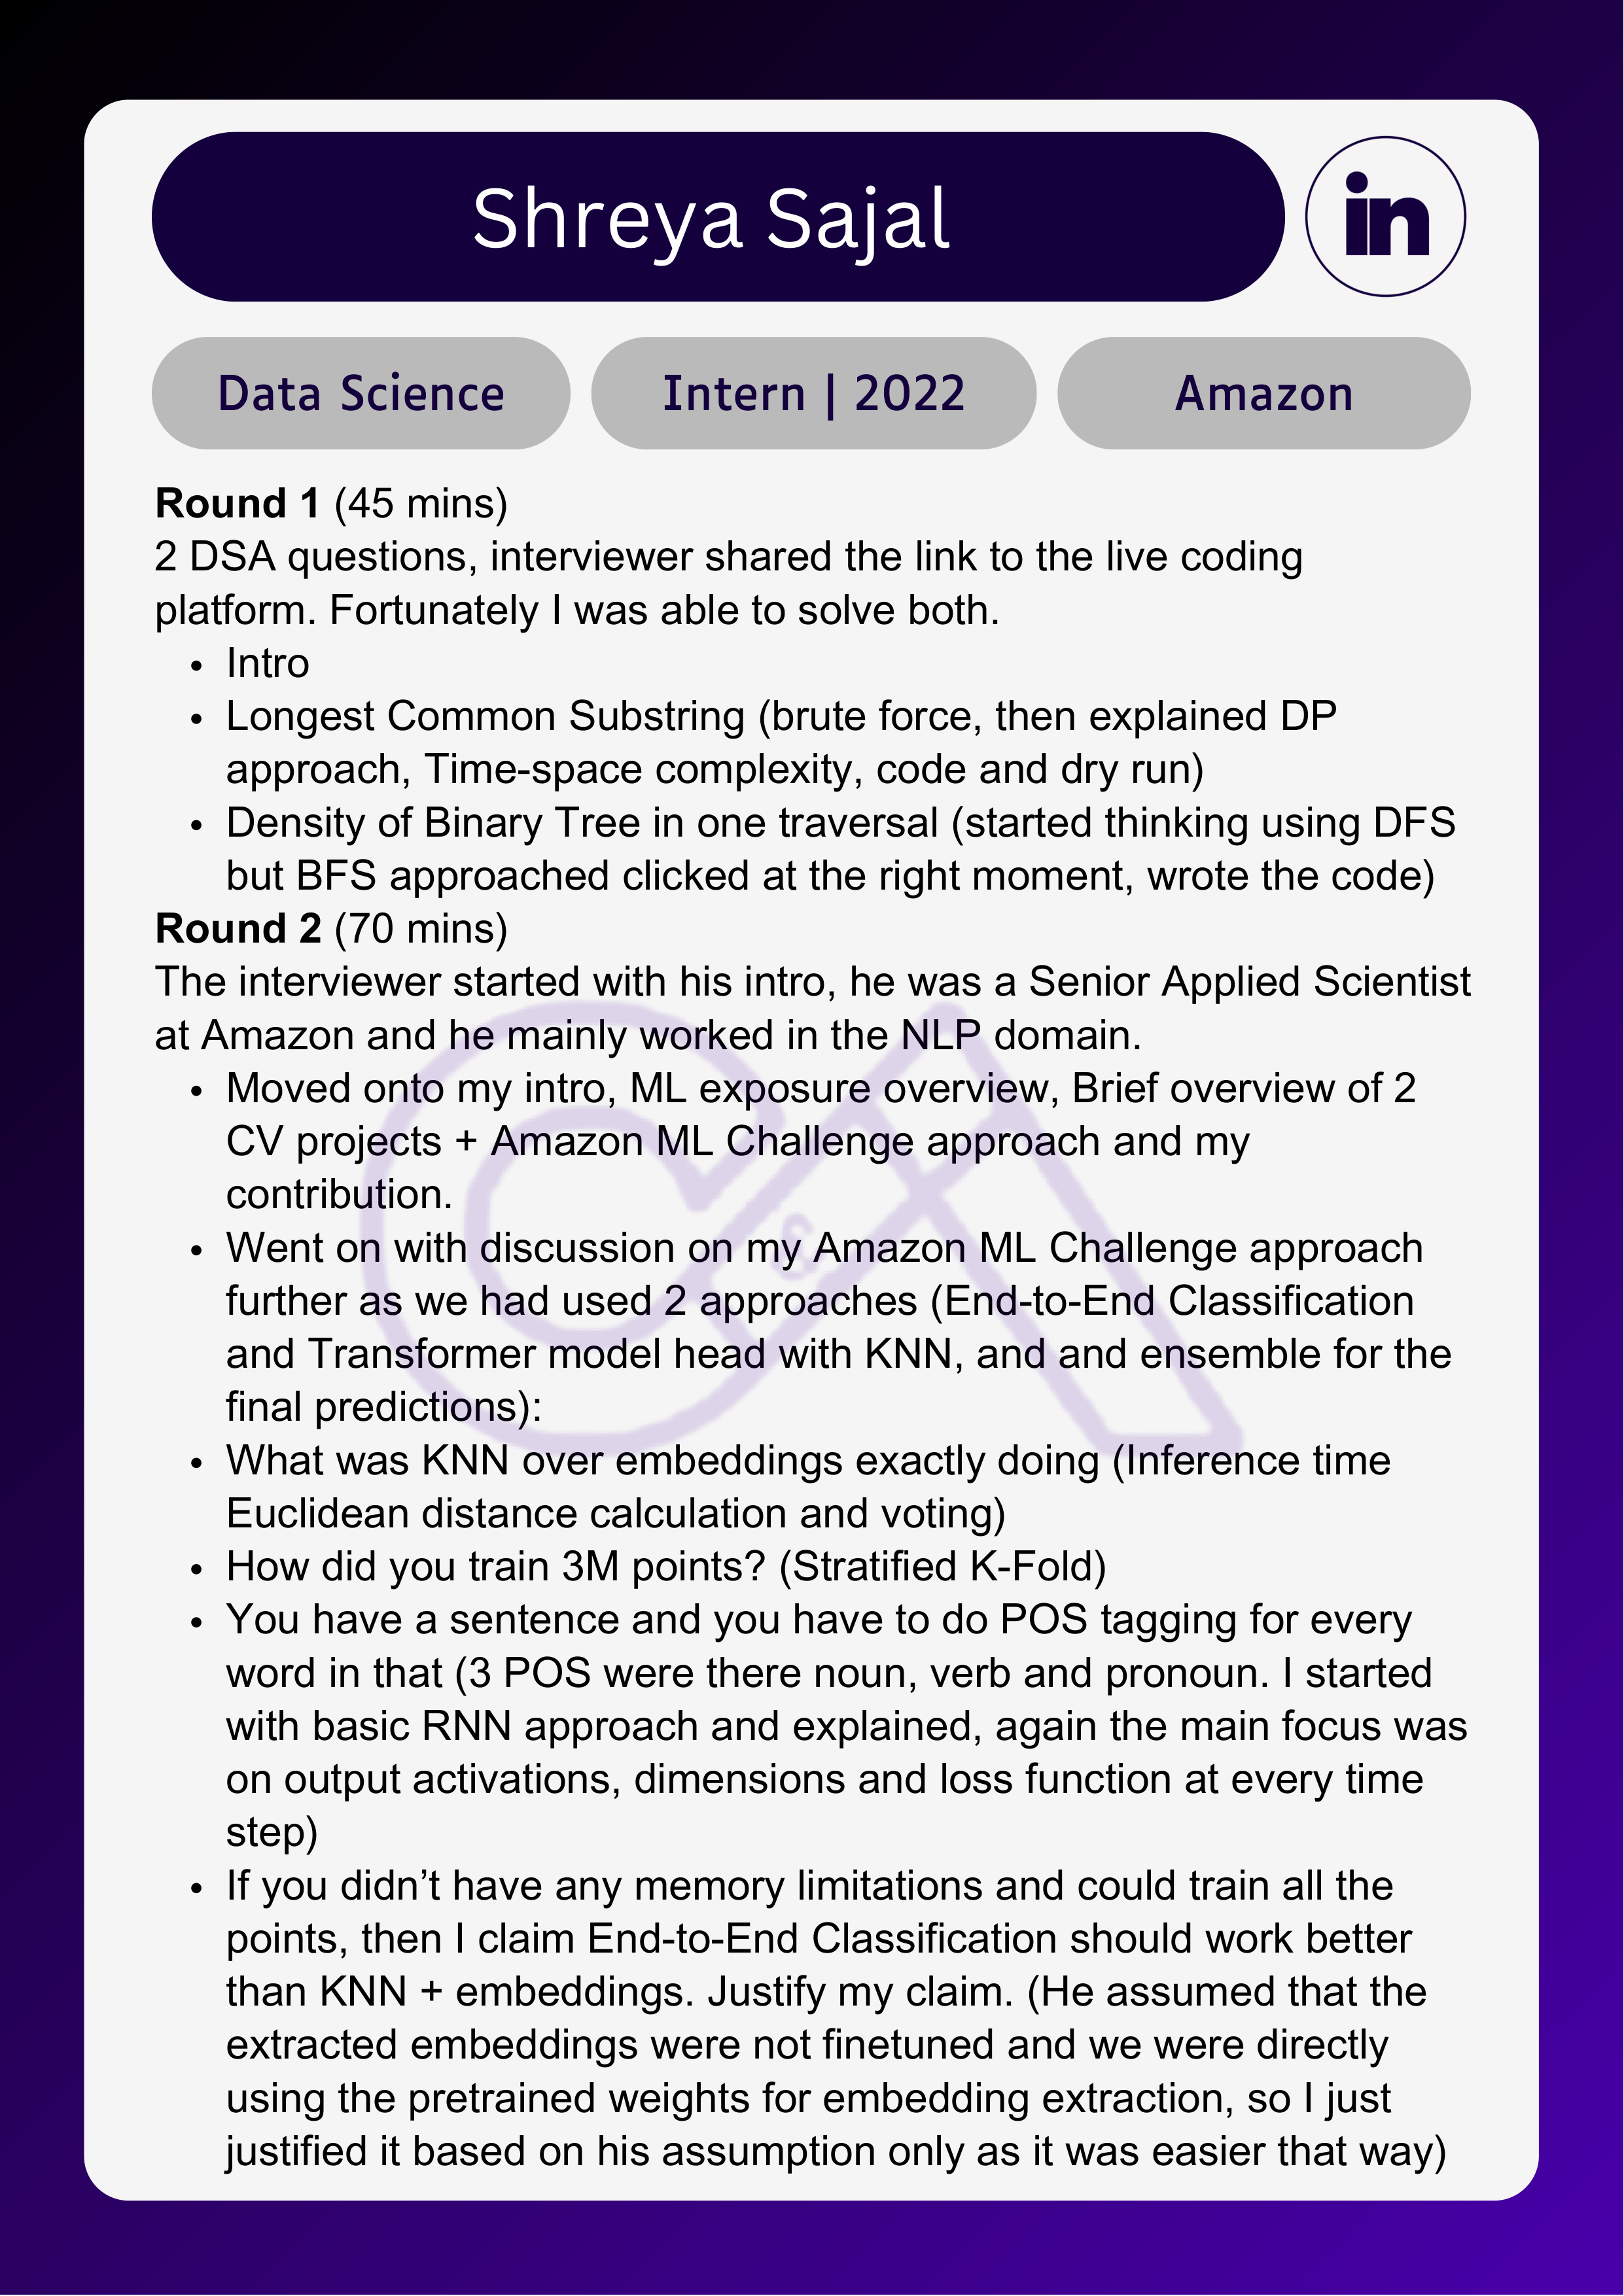 Shreya Sajal
in
Data Science
Intern | 2022
Amazon
Round 1 (45 mins)
2 DSA questions, interviewer shared the link to the live coding
platform. Fortunately I was able to solve both.
• Intro
• Longest Common Substring (brute force, then explained DP
approach, Time-space complexity, code and dry run)
• Density of Binary Tree in one traversal (started thinking using DFS
but BFS approached clicked at the right moment, wrote the code)
Round 2 (70 mins)
The interviewer started with his intro, he was a Senior Applied Scientist
at Amazon and he mainly worked in the NLP domain.
• Moved onto my intro, ML exposure overview, Brief overview of 2
CV projects + Amazon ML Challenge approach and my
contribution.
• Went on with discussion on my Amazon ML Challenge approach
further as we had used 2 approaches (End-to-End Classification
and Transformer model head with KNN, and and ensemble for the
final predictions):
• What was KNN over embeddings exactly doing (Inference time
Euclidean distance calculation and voting)
• How did you train 3M points? (Stratified K-Fold)
• You have a sentence and you have to do POS tagging for every
word in that (3 POS were there noun, verb and pronoun. I started
with basic RNN approach and explained, again the main focus was
on output activations, dimensions and loss function at every time
step)
• If you didn’t have any memory limitations and could train all the
points, then I claim End-to-End Classification should work better
than KNN + embeddings. Justify my claim. (He assumed that the
extracted embeddings were not finetuned and we were directly
using the pretrained weights for embedding extraction, so I just
justified it based on his assumption only as it was easier that way)